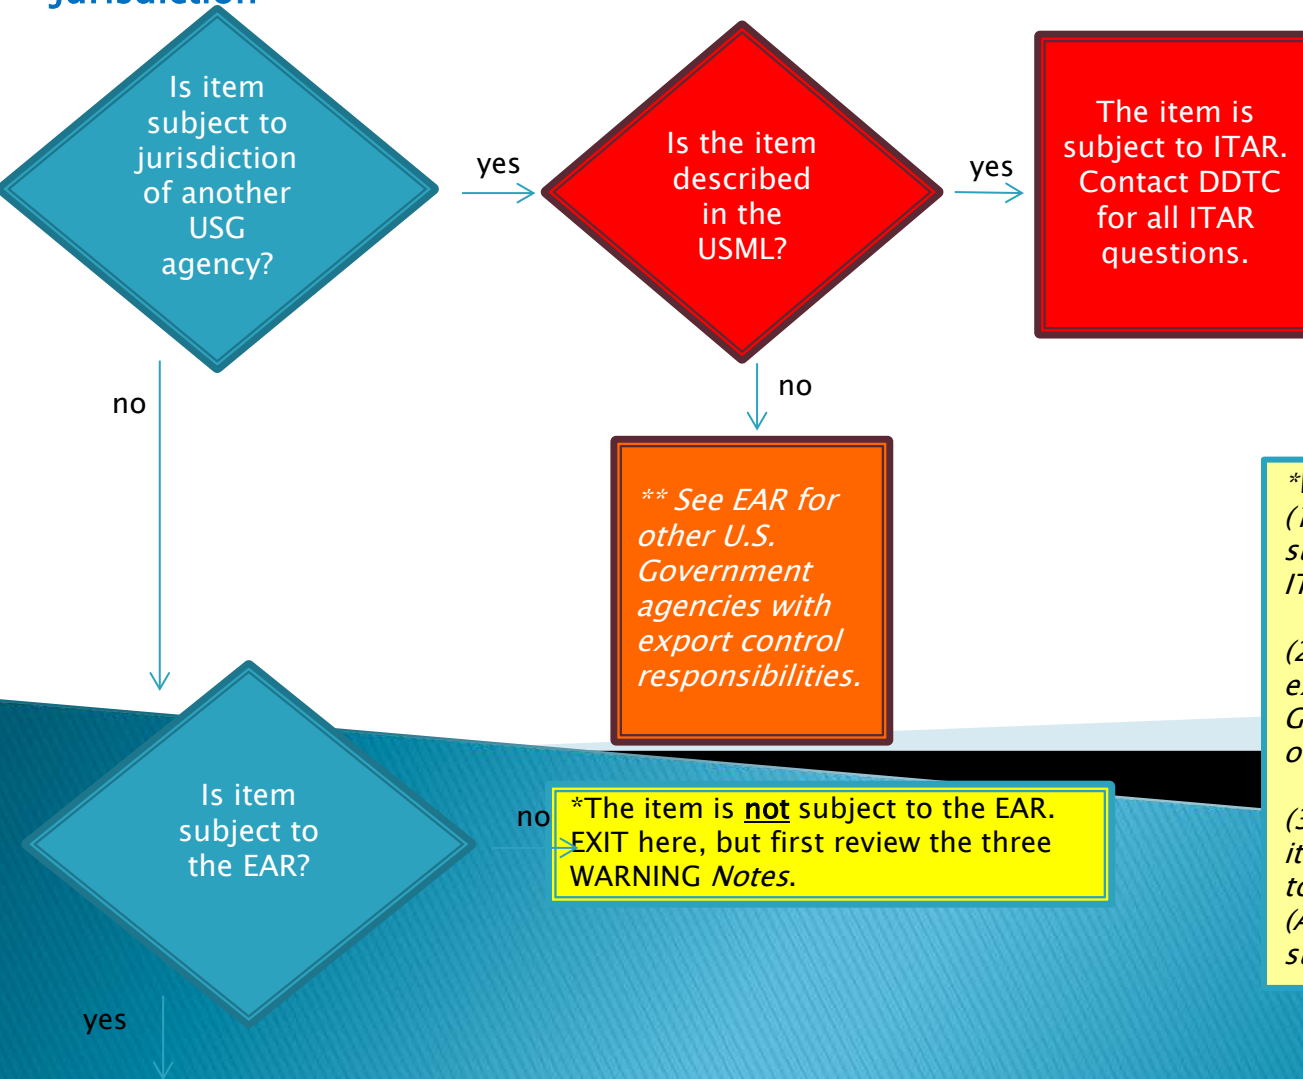 jurisdiction
Is item
subject to
jurisdiction
of another
USG
agency?
yes
Is the item
described
in the
USML?
yes
The item is
subject to ITAR.
Contact DDTC
for all ITAR
questions.
no
no
** See EAR for
other U.S.
Government
agencies with
export control
responsibilities.
Is item
subject to
the EAR?
no
*The item is not subject to the EAR.
EXIT here, but first review the three
WARNING Notes.
yes